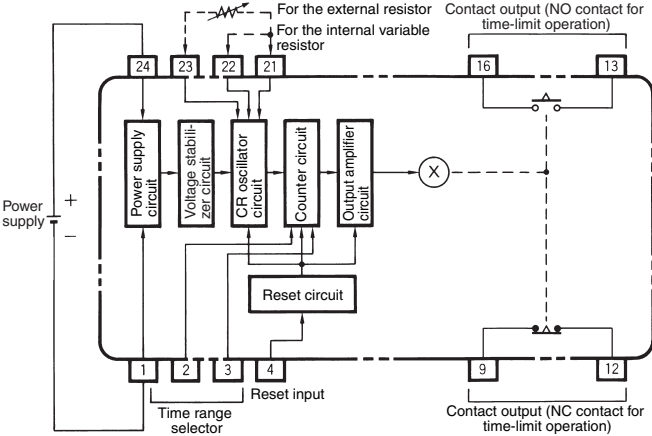 For the external resistor
For the internal variable
resistor
Contact output (NO contact for
time-limit operation)
24
23
22
21
16
13
Power supply
circuit
Voltage stabili-
zer circuit
CR oscillator
circuit
Counter circuit
Output amplifier
circuit
X
Power
supply
+
−
Reset circuit
1
2
3
4
9
12
Time range
selector
Reset input
Contact output (NC contact for
time-limit operation)